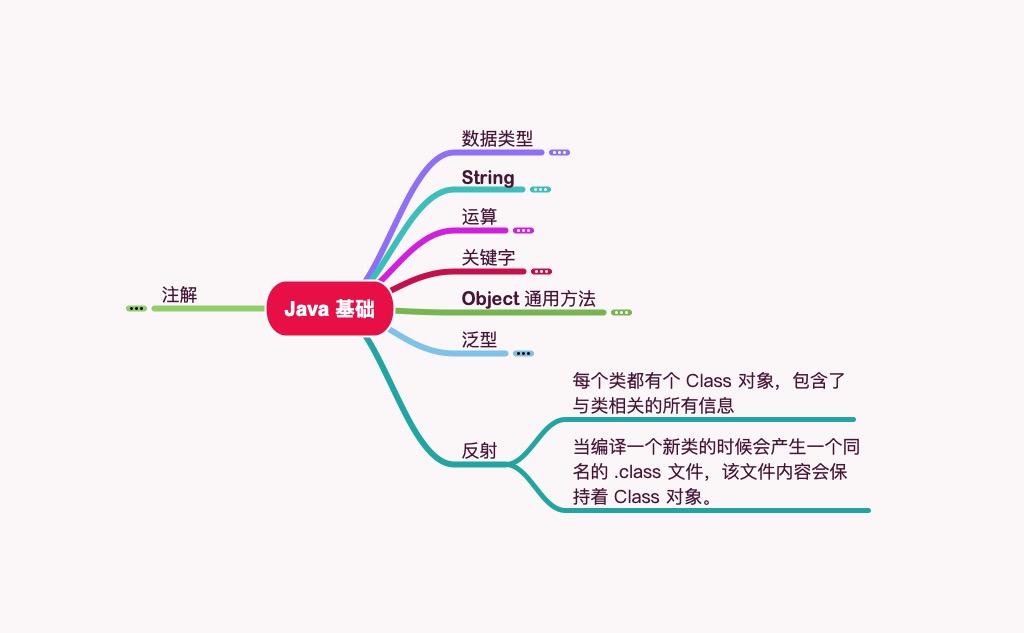 数据类型
String
运算
关键字
Object 通用方法
泛型
注解
Java 基础
反射
每个类都有个 Class 对象，包含了
与类相关的所有信息
当编译一个新类的时候会产生一个同
名的 .class 文件，该文件内容会保
持着 Class 对象。